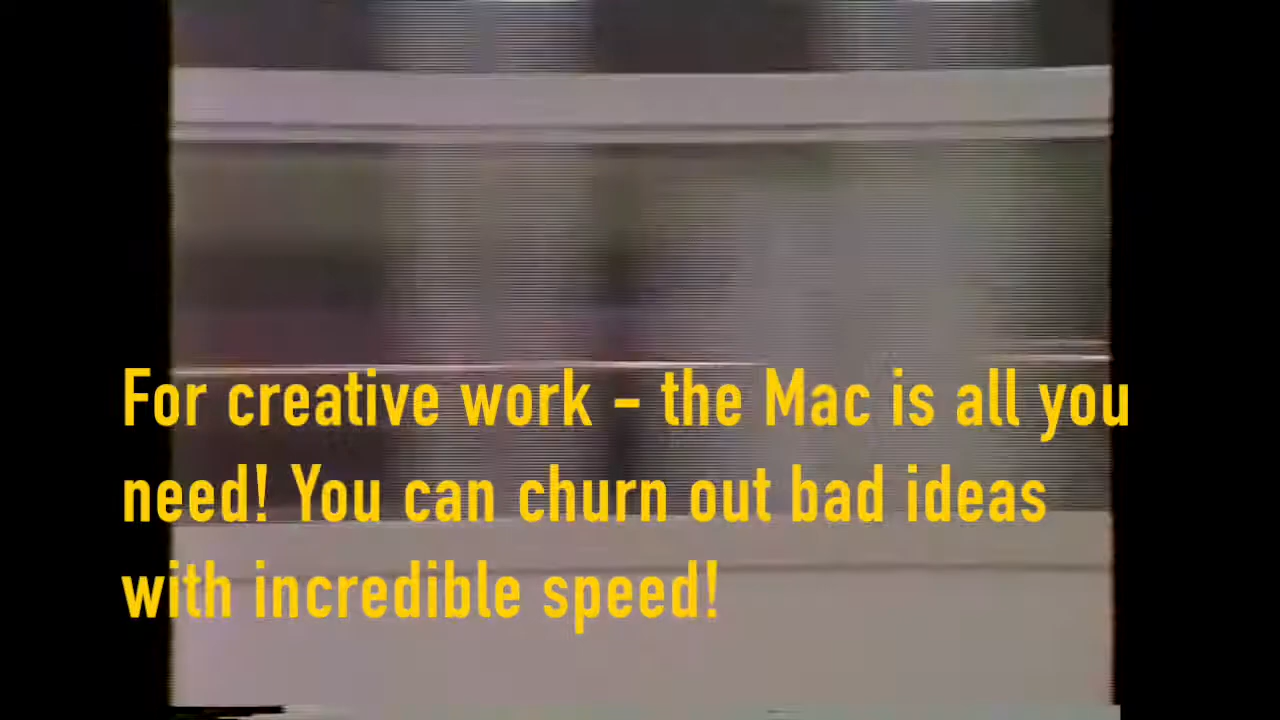 For creative work - the Mac is all you
need! You can churn out bad ideas
with incredible speed!